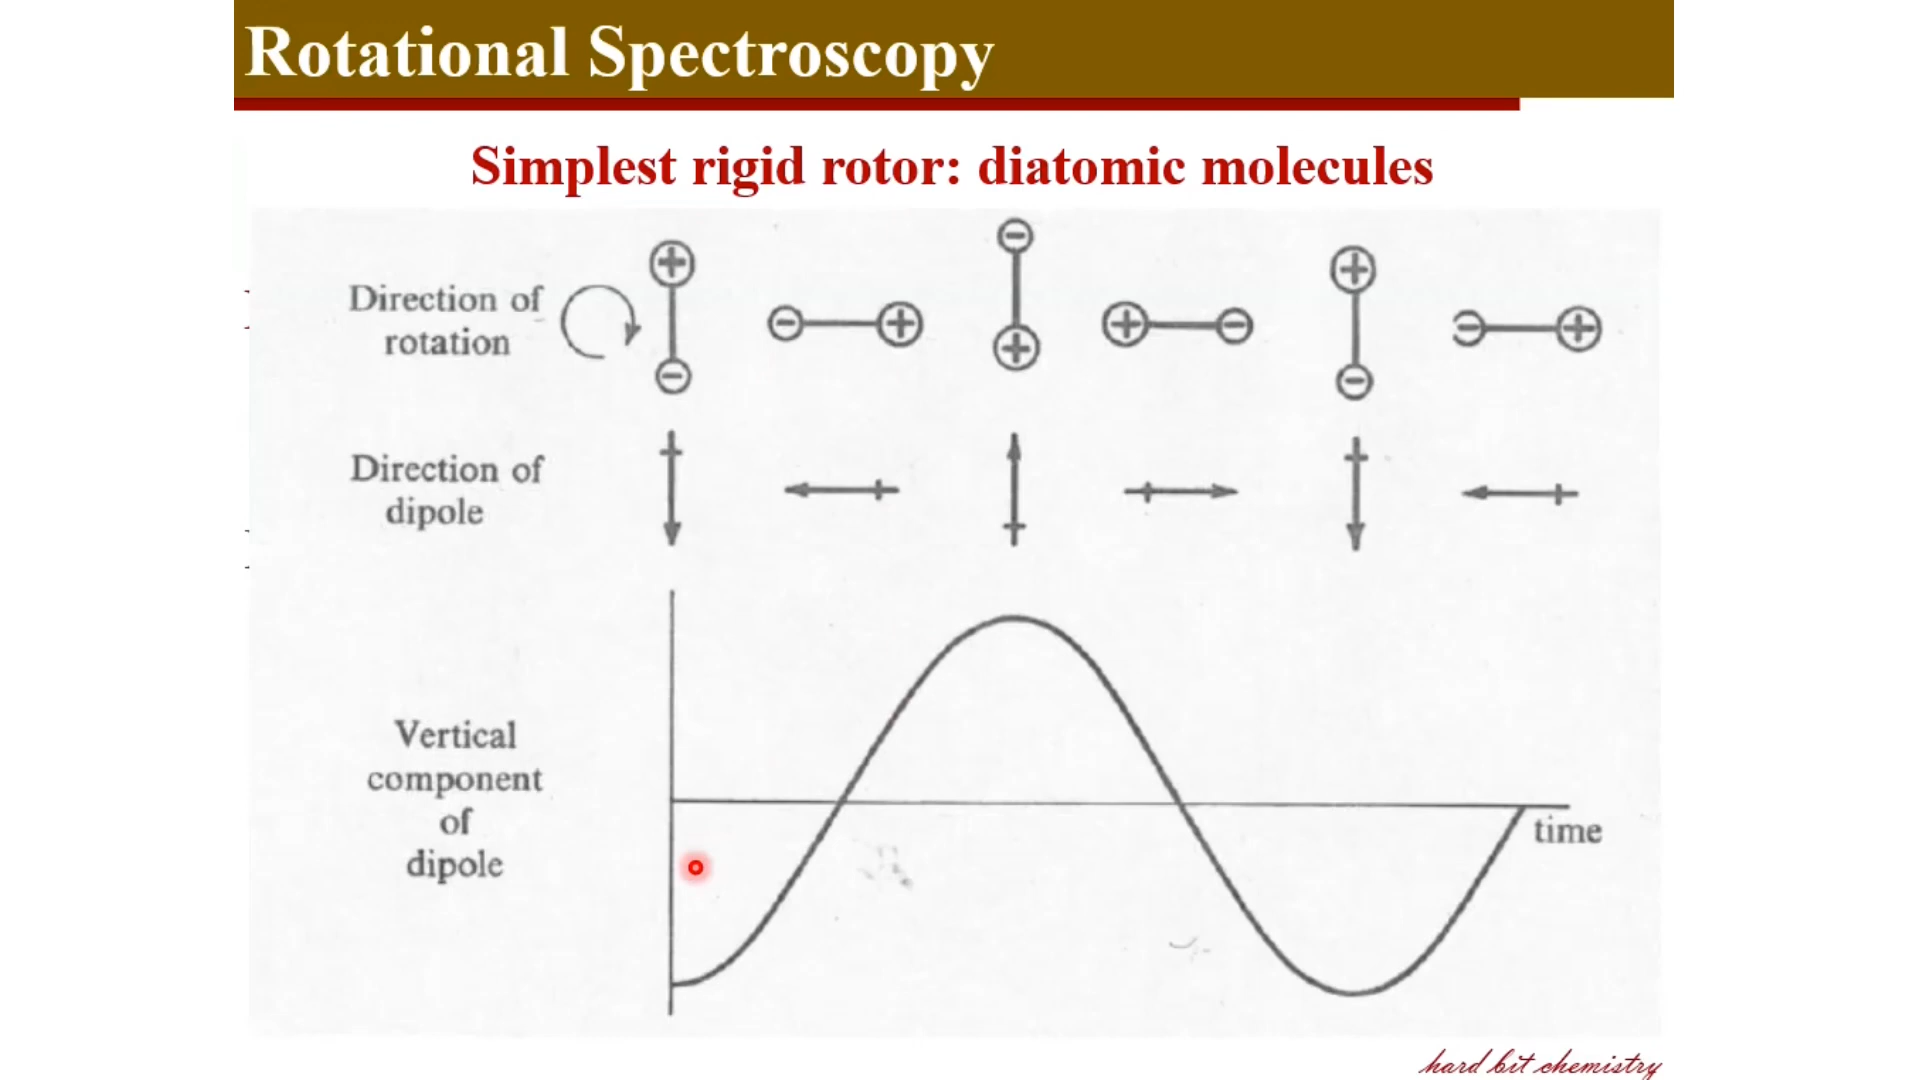 Rotational Spectroscopy
Simplest rigid rotor: diatomic molecules
Direction of
rotation
Direction of
dipole
Vertical
component
of
dipole
time
hard bit chemistry